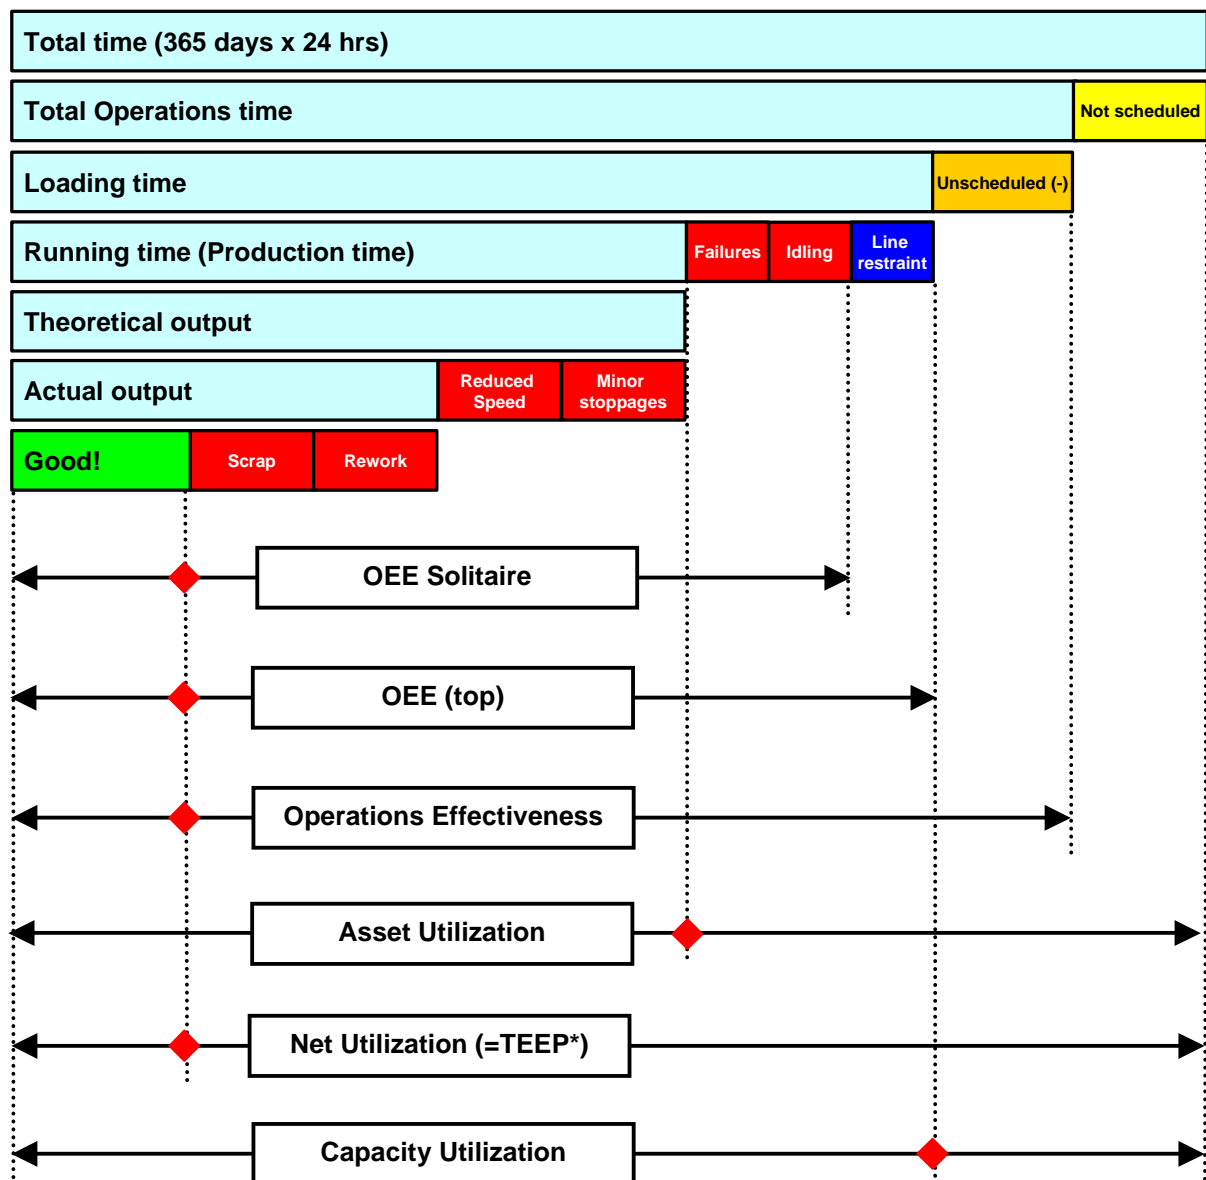 Total time (365 days x 24 hrs)
Total Operations time
Not scheduled
Loading time
Unscheduled (-)
Running time (Production time)
Failures
Idling
Line
restraint
Theoretical output
Actual output
Reduced
Speed
Minor
stoppages
Good!
Scrap
Rework
OEE Solitaire
OEE (top)
Operations Effectiveness
Asset Utilization
Net Utilization (=TEEP*)
Capacity Utilization